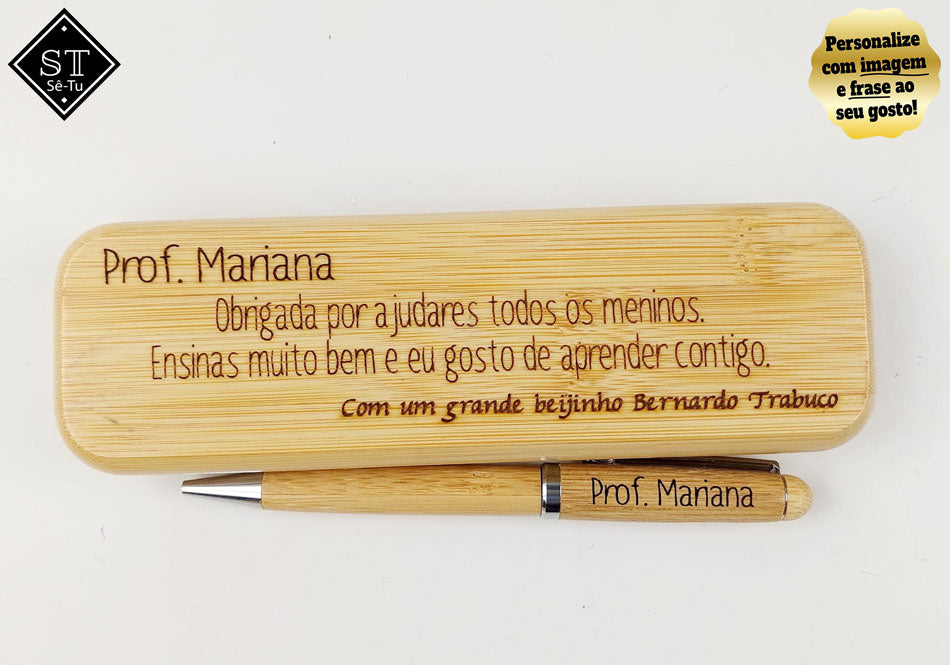 ST
Sê-Tu
Personalize
com imagem
e frase ao
seu gosto!
Prof. Mariana
Obrigada por ajudares todos os meninos.
Ensinas muito bem e eu gosto de aprender contigo.
Com um grande beijinho Bernardo Trabuco
Prof. Mariana